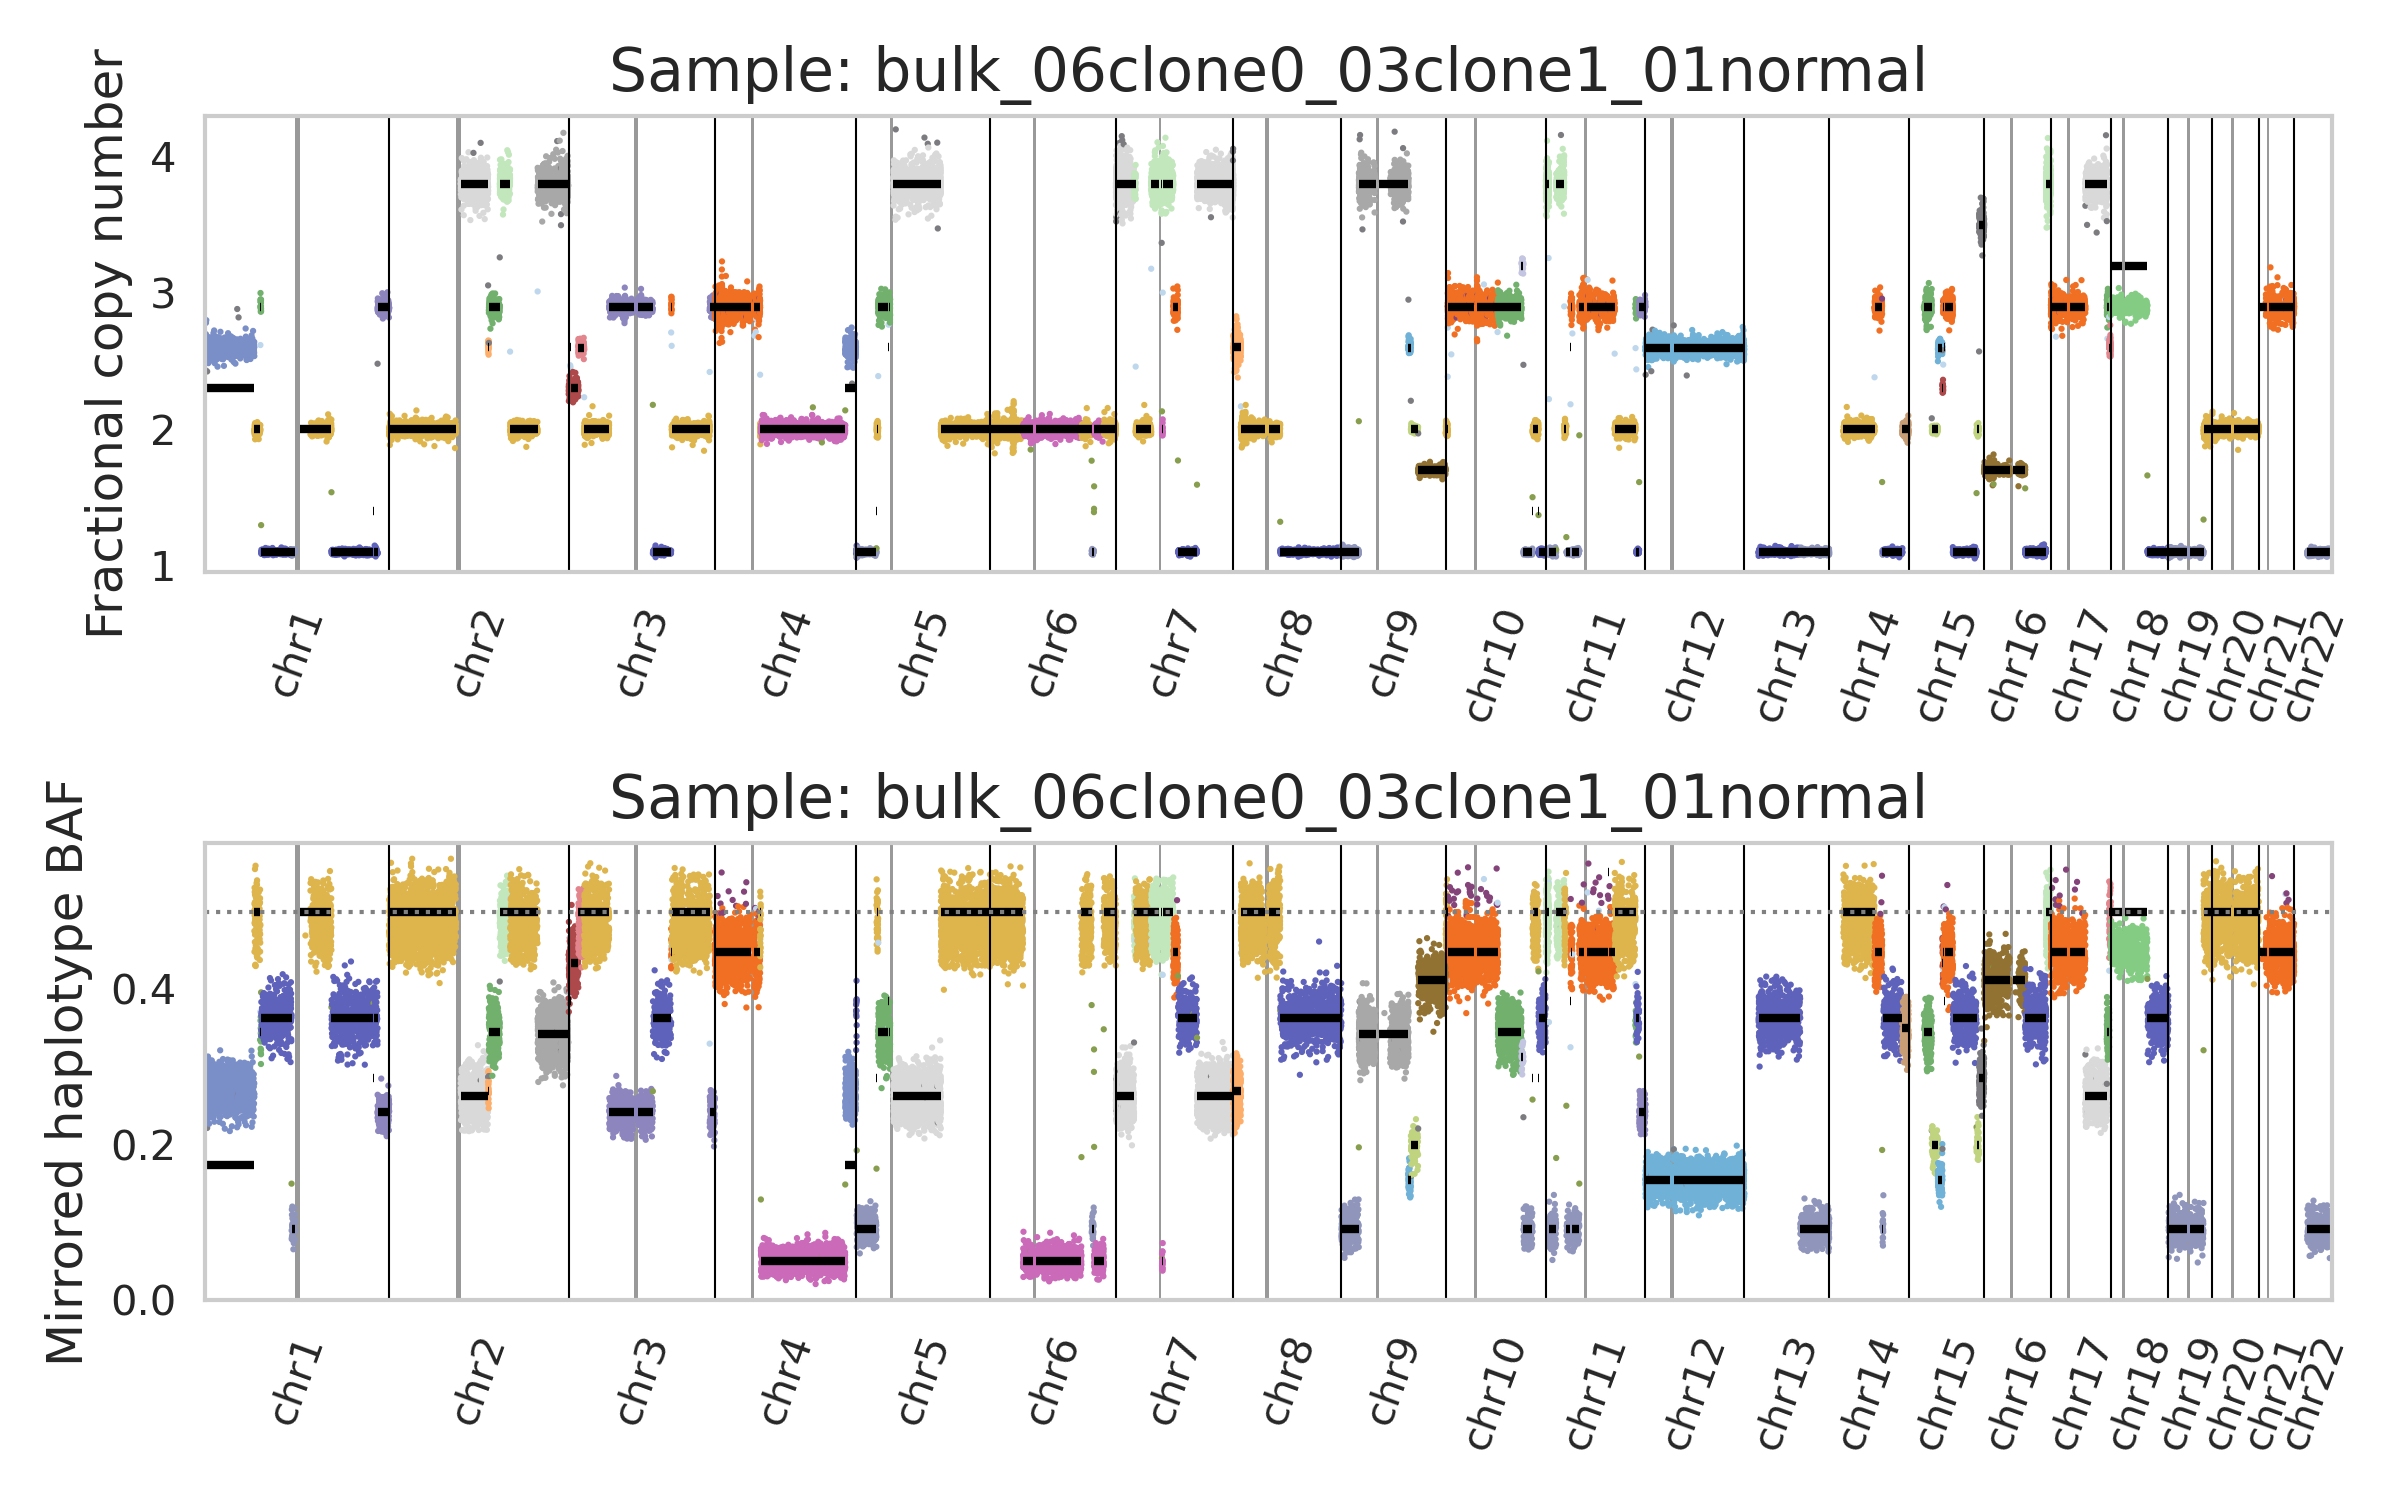 Sample: bulk_06clone0_03clone1_01normal
Fractional copy number
4
3
2
1
chr1
chr2
chr3
chr4
chr5
chr6
chr7
chr8
chr9
chr10
chr11
chr12
chr13
chr14
chr15
chr16
chr17
chr18
chr19
chr20
chr21
chr22
Sample: bulk_06clone0_03clone1_01normal
Mirrored haplotype BAF
0.4
0.2
0.0
chr1
chr2
chr3
chr4
chr5
chr6
chr7
chr8
chr9
chr10
chr11
chr12
chr13
chr14
chr15
chr16
chr17
chr18
chr19
chr20
chr21
chr22